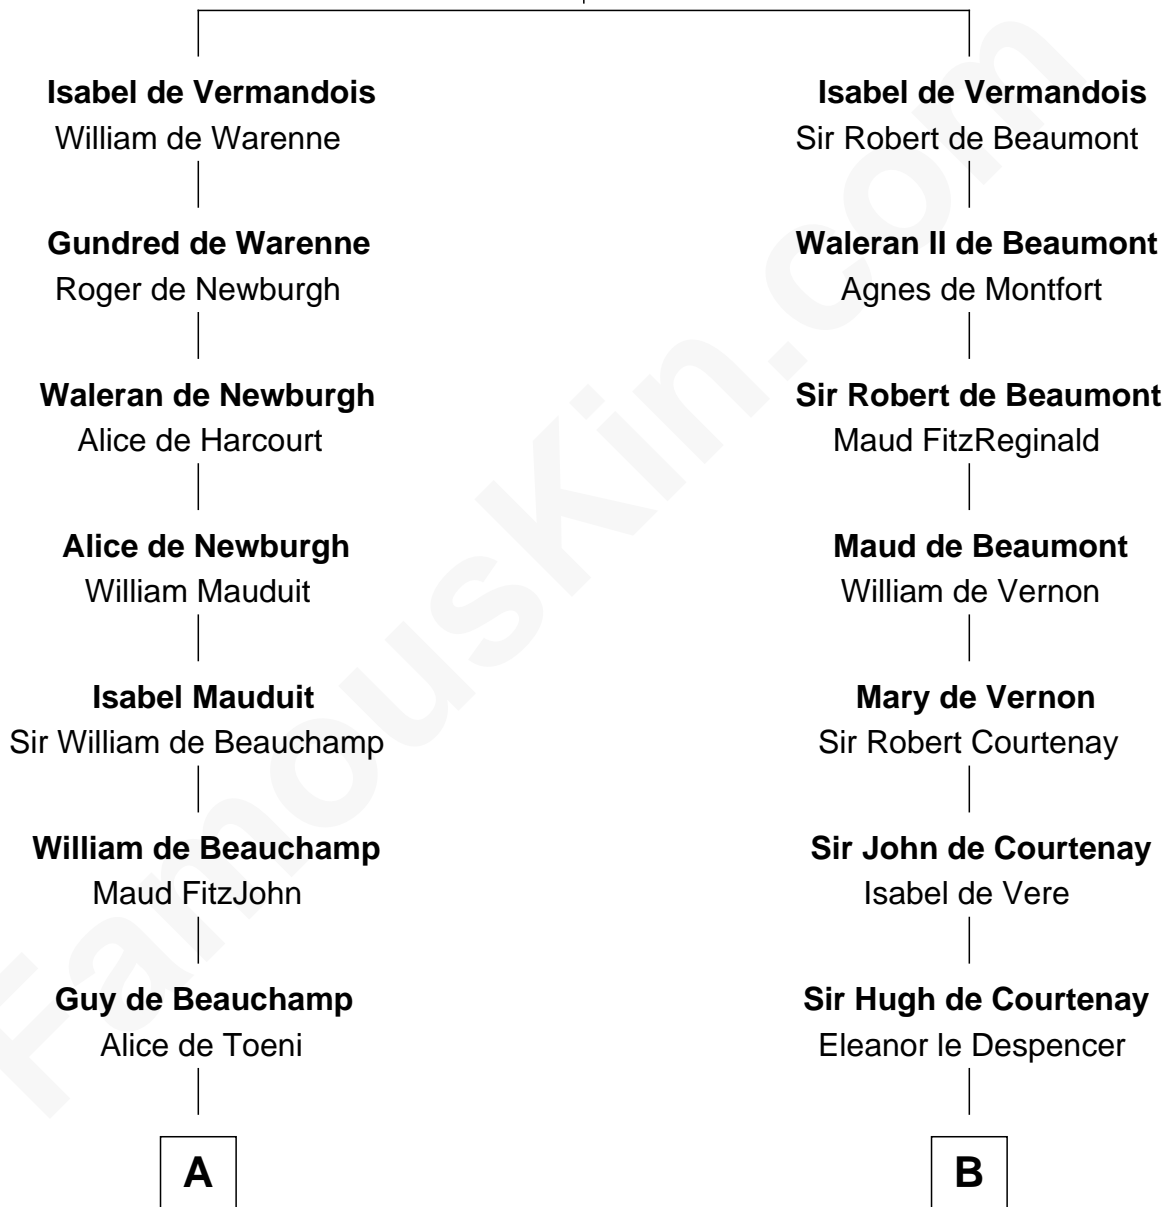 Isabel de Vermandois
William de Warenne
Gundred de Warenne
Roger de Newburgh
Waleran de Newburgh
Alice de Harcourt
Alice de Newburgh
William Mauduit
Isabel Mauduit
Sir William de Beauchamp
William de Beauchamp
Maud FitzJohn
Guy de Beauchamp
Alice de Toeni
A
Isabel de Vermandois
Sir Robert de Beaumont
Waleran II de Beaumont
Agnes de Montfort
Sir Robert de Beaumont
Maud FitzReginald
Maud de Beaumont
William de Vernon
Mary de Vernon
Sir Robert Courtenay
Sir John de Courtenay
Isabel de Vere
Sir Hugh de Courtenay
Eleanor le Despencer
B
FamousKin.com